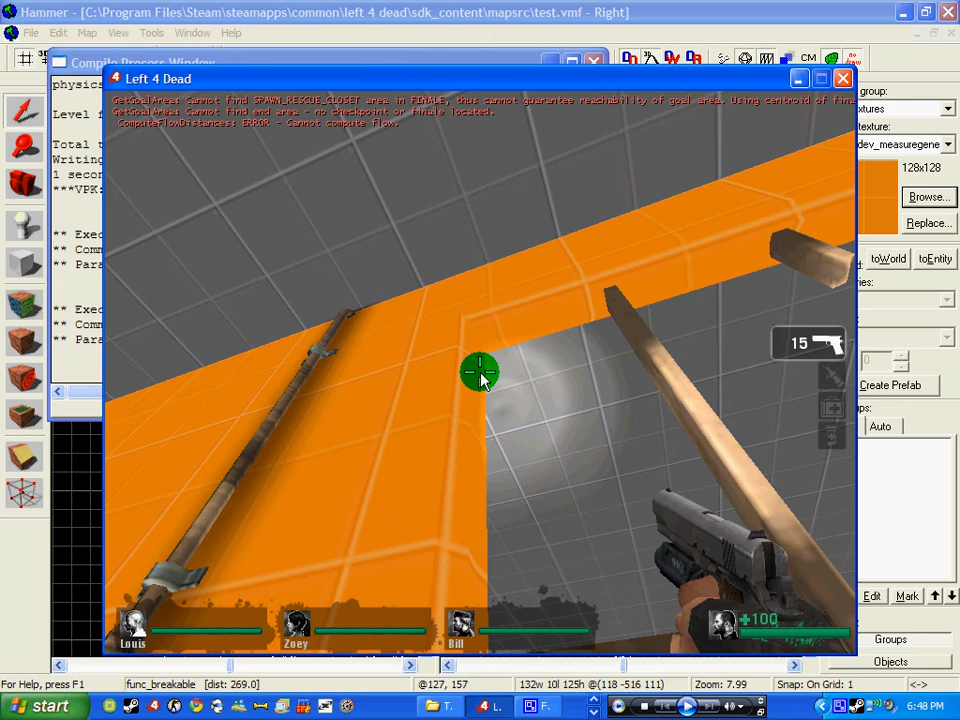 Hammer - [C:\Program Files\Steam\steamapps\common\left 4 dead\sdk_content\mapsrc\test.vmf - Right]
File Edit Map View Tools Window Help
Compile Process Window
CM
Left 4 Dead
GetGoalArea: Cannot find SPAWN_RESCUE_CLOSET area in FINALE, thus cannot guarantee reachability of goal area. Using centroid of fina
GetGoalArea: Cannot find end area - no checkpoint or finale located.
ComputeFlowDistances: ERROR - Cannot compute flow.
physics
Level f
Total t
Writing
1 secon
***VPK:
** Exec
** Comm
** Para
** Exec
** Comm
** Para
group:
xtures
texture:
dev_measuregene
128x128
Browse...
Replace...
toWorld toEntity
ries:
0
Create Prefab
ps:
Auto
Edit Mark
Groups
Objects
15
Louis
Zoey
Bill
+100
For Help, press F1
func_breakable [dist: 269.0]
@127, 157
132w 10l 125h @(118 -516 111)
Zoom: 7.99
Snap: On Grid: 1
<->
start
T.
L.
F.
6:48 PM